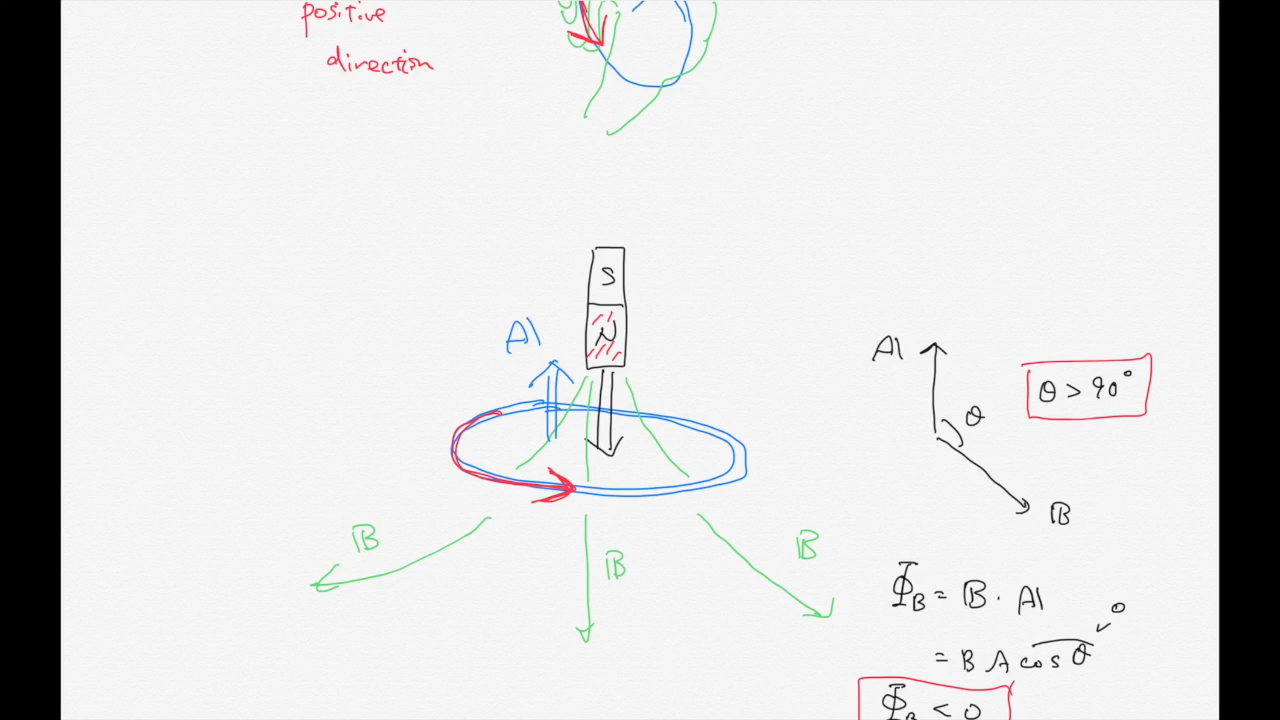 positive
direction
S
N
A
A
θ > 90°
θ
B
B
B
B
Φ_B = B · A
= B A cos θ
Φ_B < 0